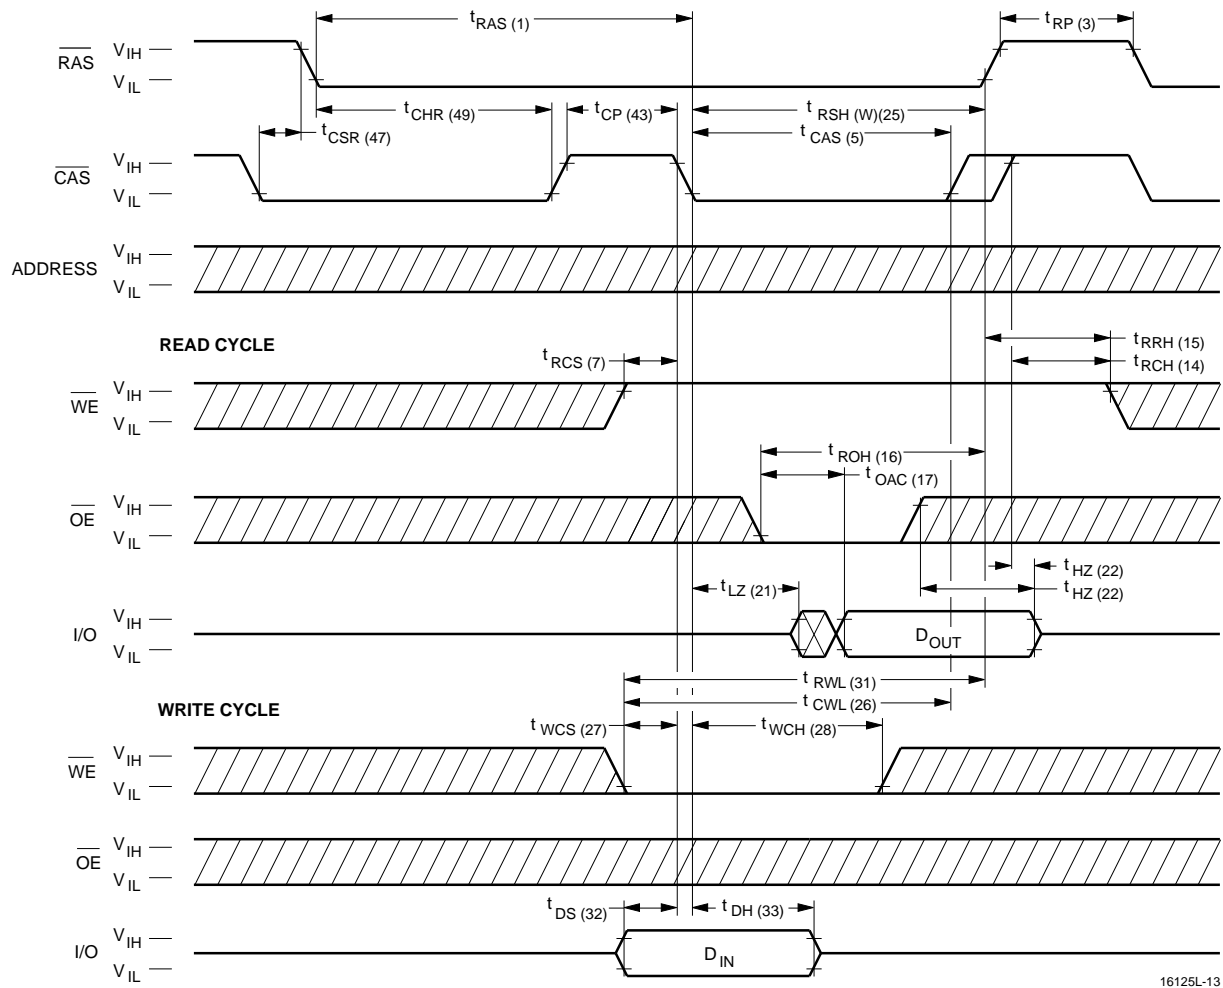 t RAS (1)
t RP (3)
RAS
V IH
V IL
t CHR (49)
t CP (43)
t RSH (W)(25)
t CSR (47)
t CAS (5)
CAS
V IH
V IL
ADDRESS
V IH
V IL
READ CYCLE
t RRH (15)
t RCS (7)
t RCH (14)
WE
V IH
V IL
t ROH (16)
t OAC (17)
OE
V IH
V IL
t HZ (22)
t LZ (21)
t HZ (22)
I/O
V IH
V IL
D OUT
t RWL (31)
t CWL (26)
WRITE CYCLE
t WCS (27)
t WCH (28)
WE
V IH
V IL
OE
V IH
V IL
t DS (32)
t DH (33)
I/O
V IH
V IL
D IN
16125L-13